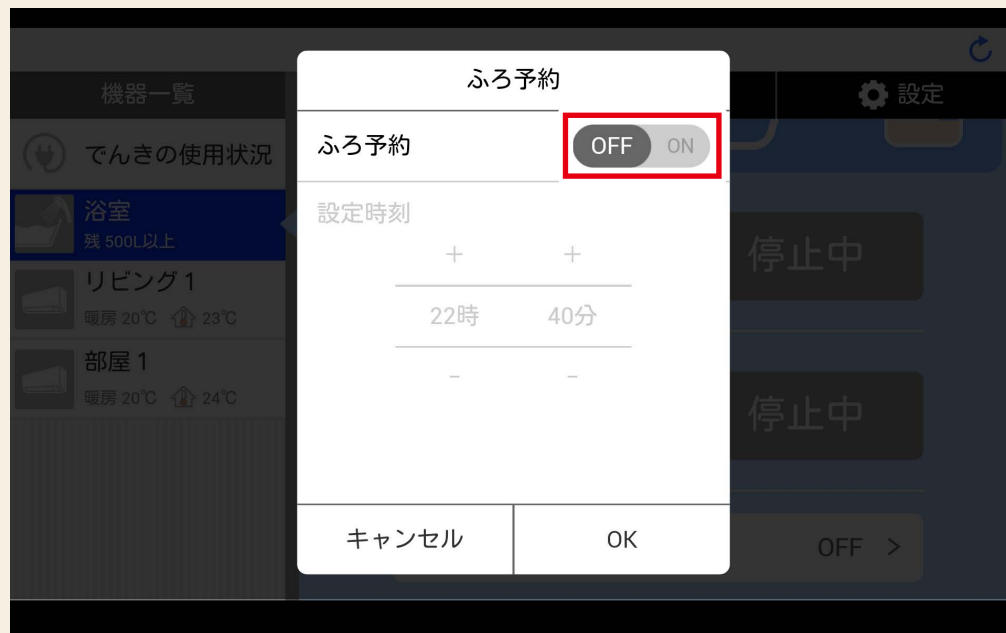 機器一覧
設定
でんきの使用状況
浴室
残 500L以上
リビング 1
暖房 20℃ 23℃
部屋 1
暖房 20℃ 24℃
ふろ予約
ふろ予約
OFF ON
設定時刻
+ +
22時 40分
- -
キャンセル OK
停止中
停止中
OFF >